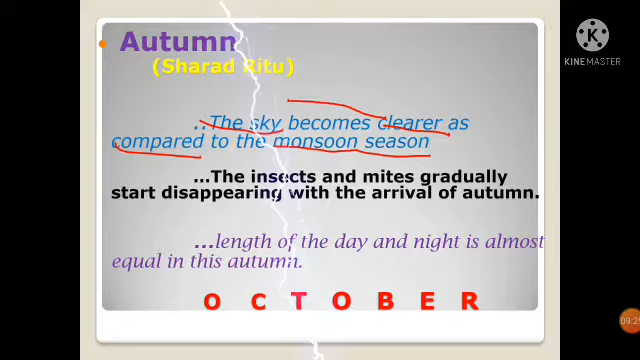 Autumn
(Sharad Ritu)
KINEMASTER
..The sky becomes clearer as
compared to the monsoon season
...The insects and mites gradually
start disappearing with the arrival of autumn.
...length of the day and night is almost
equal in this autumn.
OCTOBER